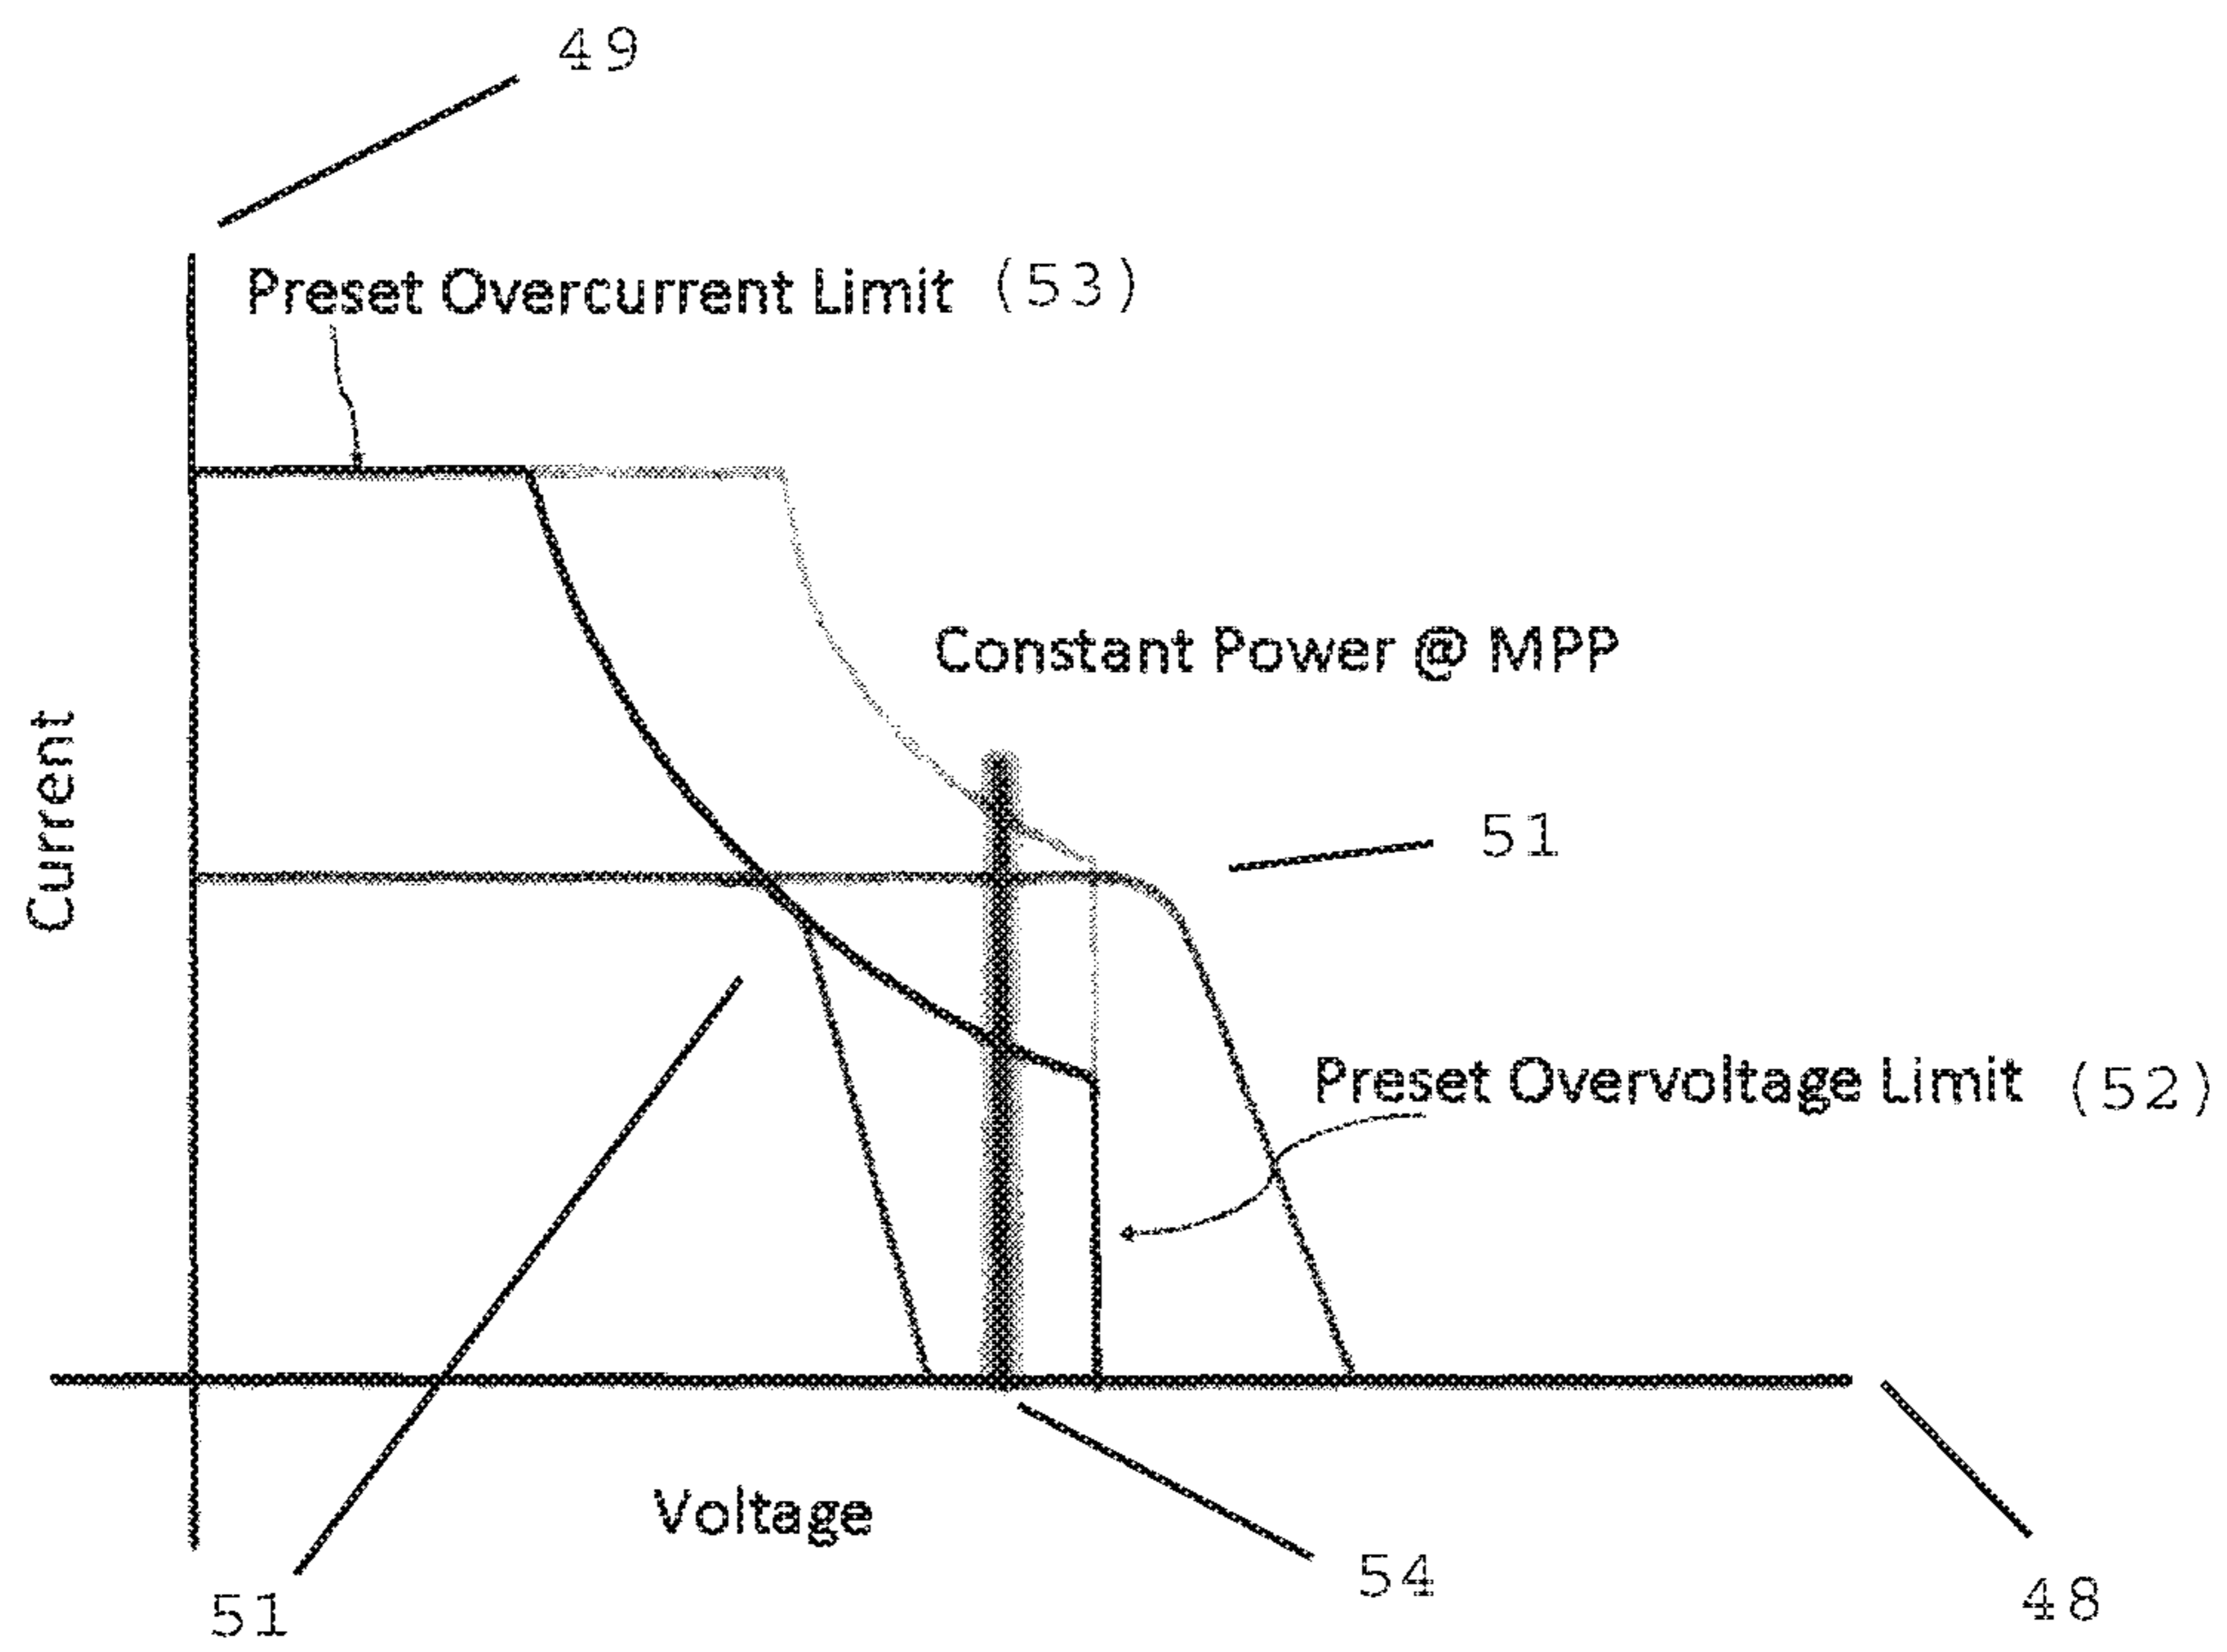 49
Preset Overcurrent Limit (53)
Constant Power @ MPP
51
Current
Preset Overvoltage Limit (52)
Voltage
54
48
51